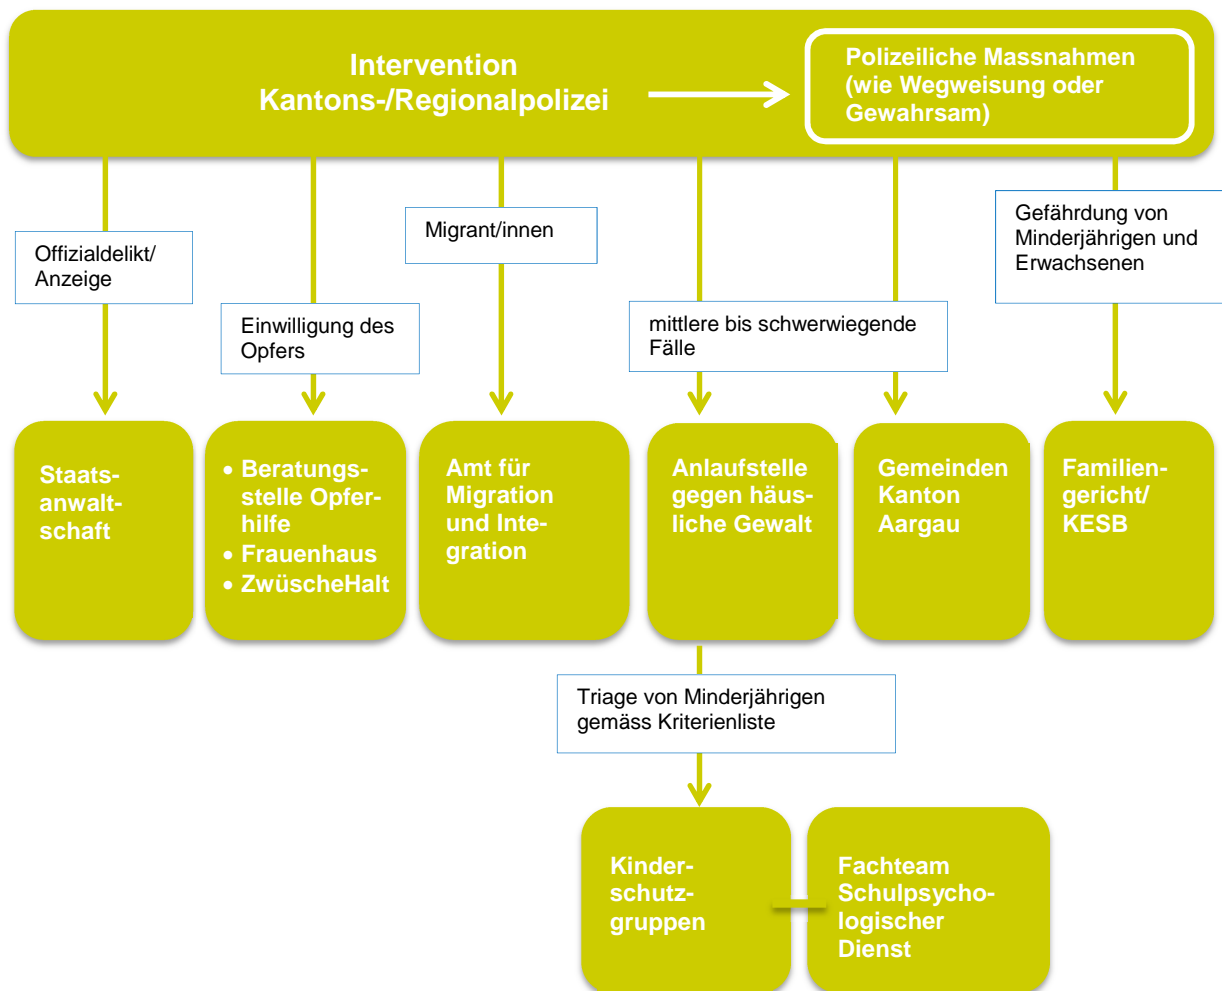 Intervention
Kantons-/Regionalpolizei
Polizeiliche Massnahmen
(wie Wegweisung oder
Gewahrsam)
Offizialdelikt/
Anzeige
Einwilligung des
Opfers
Migrant/innen
mittlere bis schwerwiegende
Fälle
Gefährdung von
Minderjährigen und
Erwachsenen
Staats-
anwalt-
schaft
• Beratungs-
stelle Opfer-
hilfe
• Frauenhaus
• ZwüscheHalt
Amt für
Migration
und Inte-
gration
Anlaufstelle
gegen häus-
liche Gewalt
Gemeinden
Kanton
Aargau
Familien-
gericht/
KESB
Triage von Minderjährigen
gemäss Kriterienliste
Kinder-
schutz-
gruppen
Fachteam
Schulpsycho-
logischer
Dienst